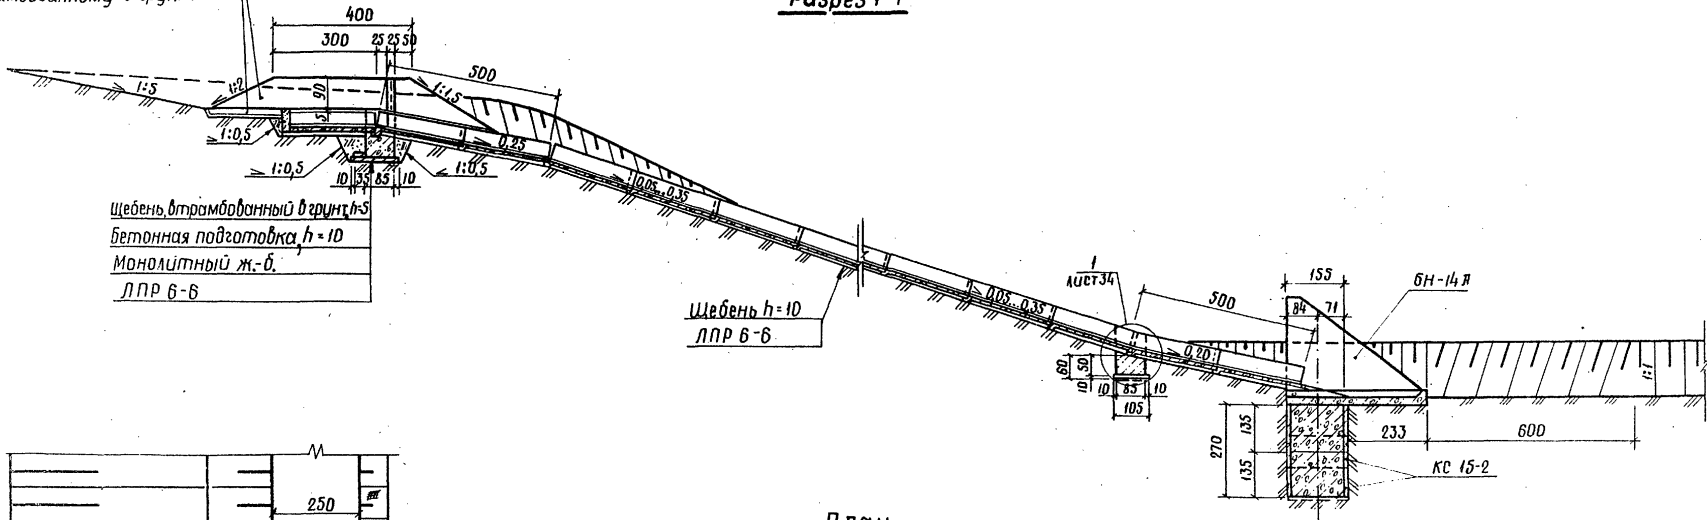 Разрез 1-1
400
300 25 25 50
500
1:5
1:2
90
5
1:1,5
1:0,5
0,25
1:0,5
1:0,5
10 35 85 10
0,05...0,35
Щебень, втрамбованный в грунт, h=5
Бетонная подготовка, h=10
Монолитный ж.-б.
ЛПР 6-6
Щебень h=10
ЛПР 6-6
0,05...0,35
1
лист 34
500
155
84 71
6Н-14 Л
0,20
60
50
10
10 85 10
105
1:1
270
135
135
233
600
КС 15-2
250
План